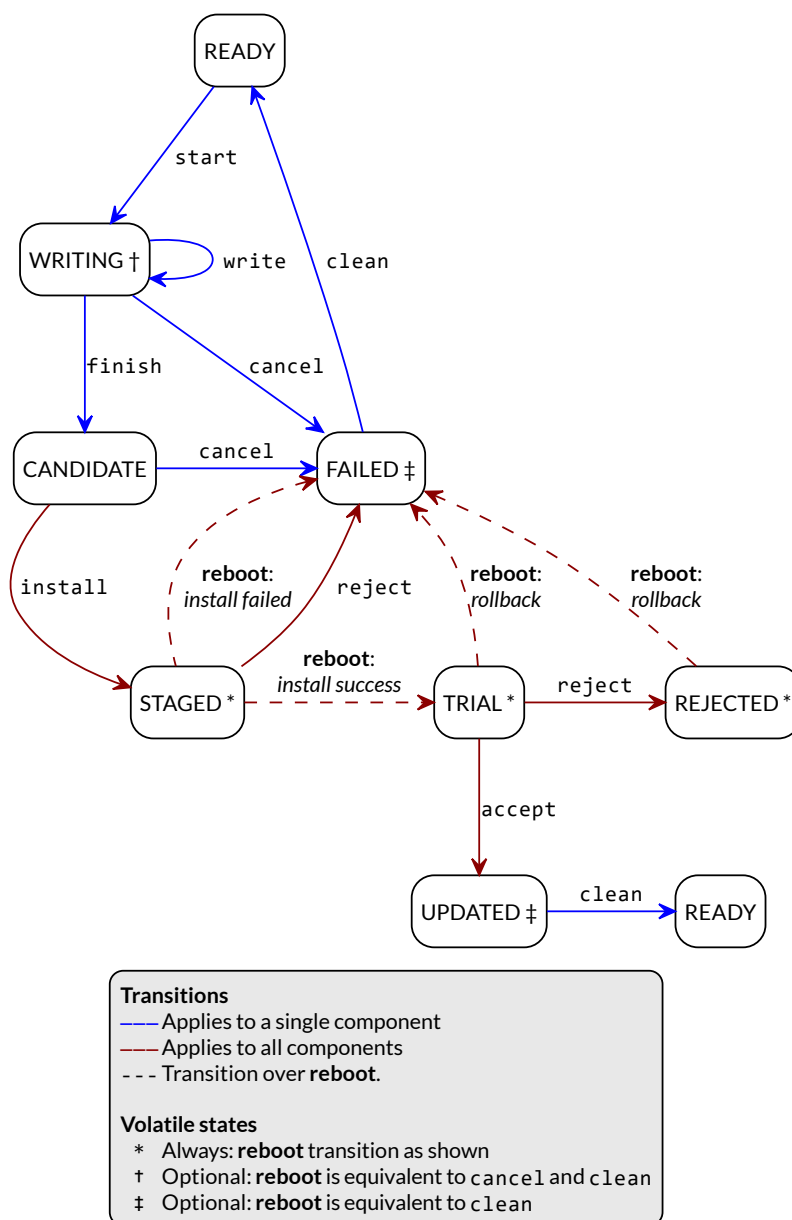 READY
start
WRITING †
write
clean
finish
cancel
CANDIDATE
cancel
FAILED ‡
install
reboot:
install failed
reject
reboot:
rollback
reboot:
rollback
reboot:
install success
STAGED *
TRIAL *
reject
REJECTED *
accept
UPDATED ‡
clean
READY
Transitions
——— Applies to a single component
——— Applies to all components
--- Transition over reboot.
Volatile states
* Always: reboot transition as shown
† Optional: reboot is equivalent to cancel and clean
‡ Optional: reboot is equivalent to clean